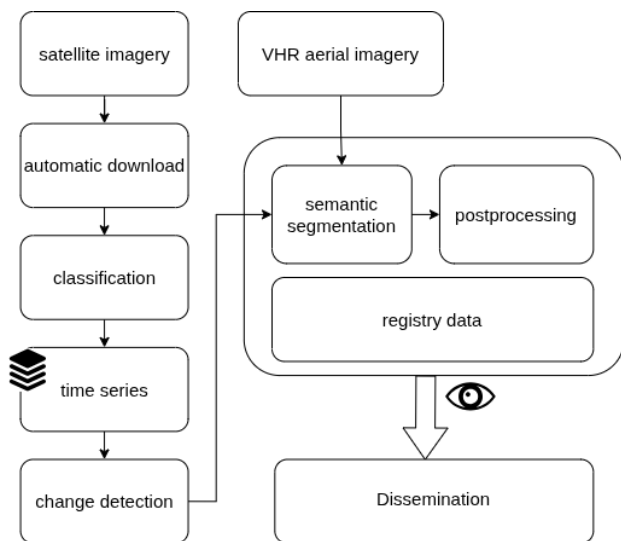 satellite imagery
VHR aerial imagery
automatic download
semantic
segmentation
postprocessing
classification
registry data
time series
change detection
Dissemination